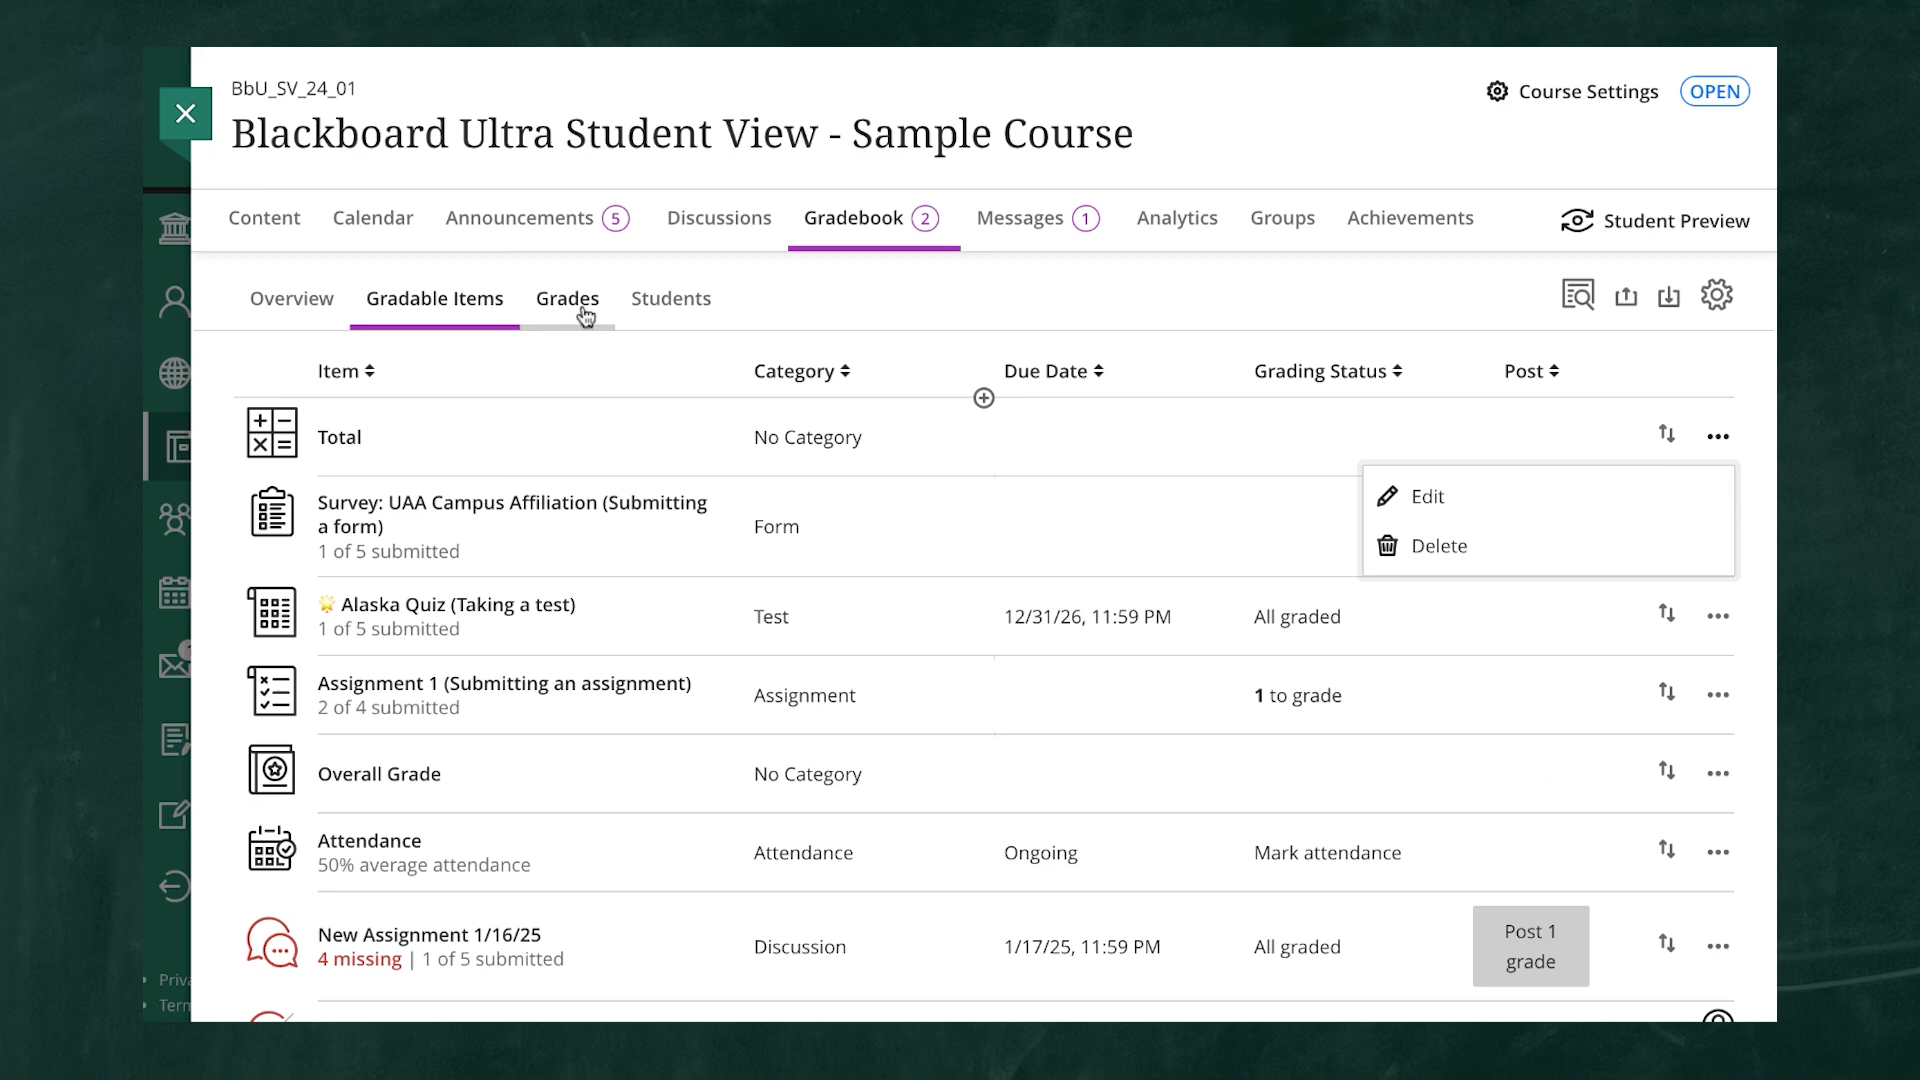 BbU_SV_24_01
Course Settings
OPEN
Blackboard Ultra Student View - Sample Course
Content
Calendar
Announcements 5
Discussions
Gradebook 2
Messages 1
Analytics
Groups
Achievements
Student Preview
Overview
Gradable Items
Grades
Students
Item
Category
Due Date
Grading Status
Post
Total
No Category
Edit
Delete
Survey: UAA Campus Affiliation (Submitting
a form)
1 of 5 submitted
Form
Alaska Quiz (Taking a test)
1 of 5 submitted
Test
12/31/26, 11:59 PM
All graded
Assignment 1 (Submitting an assignment)
2 of 4 submitted
Assignment
1 to grade
Overall Grade
No Category
Attendance
50% average attendance
Attendance
Ongoing
Mark attendance
New Assignment 1/16/25
4 missing | 1 of 5 submitted
Discussion
1/17/25, 11:59 PM
All graded
Post 1
grade